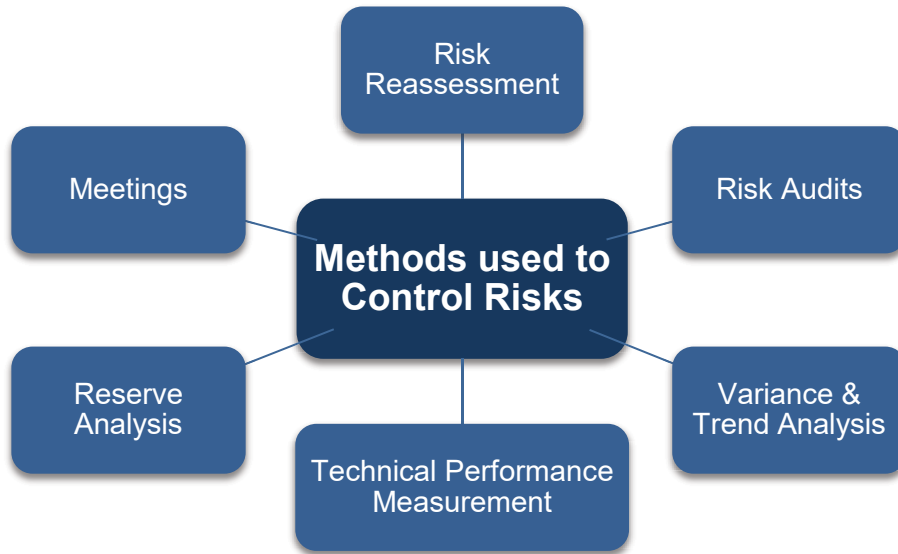 Risk
Reassessment
Meetings
Risk Audits
Methods used to
Control Risks
Reserve
Analysis
Variance &
Trend Analysis
Technical Performance
Measurement